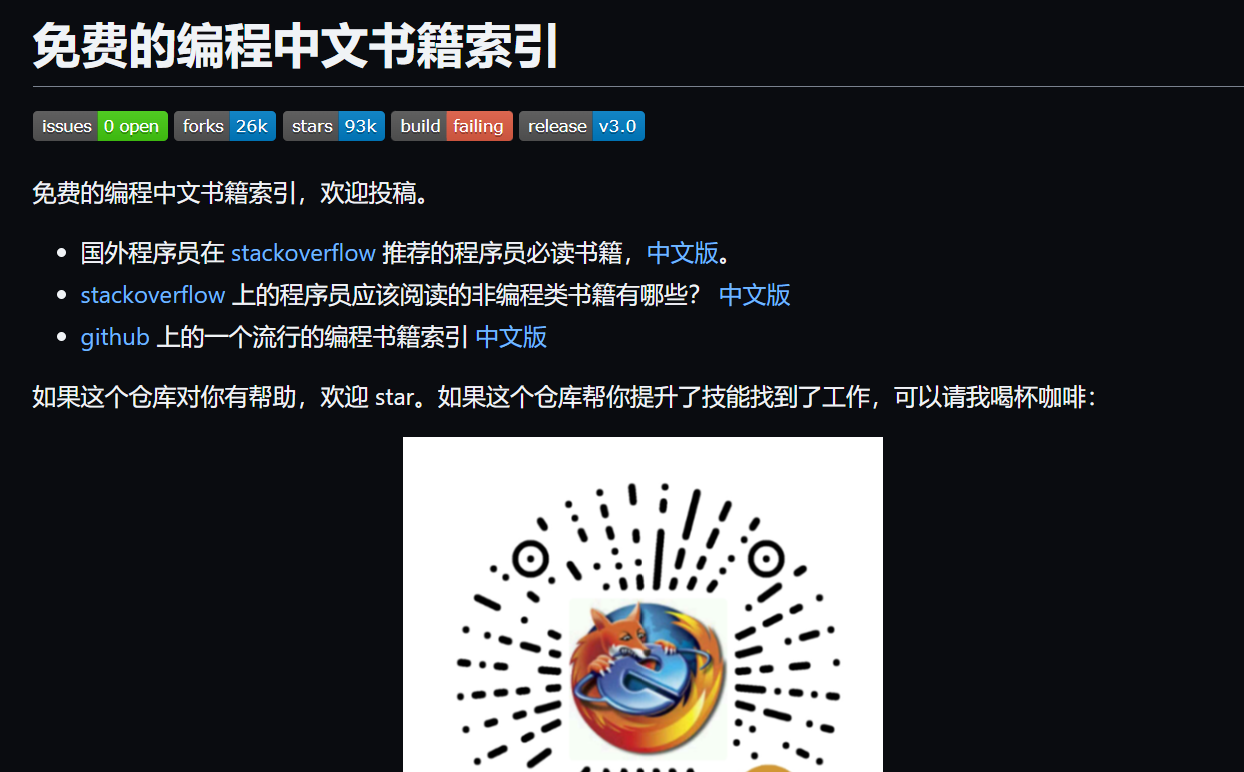 免费的编程中文书籍索引
issues 0 open forks 26k stars 93k build failing release v3.0
免费的编程中文书籍索引，欢迎投稿。
国外程序员在 stackoverflow 推荐的程序员必读书籍，中文版。
stackoverflow 上的程序员应该阅读的非编程类书籍有哪些？ 中文版
github 上的一个流行的编程书籍索引 中文版
如果这个仓库对你有帮助，欢迎 star。如果这个仓库帮你提升了技能找到了工作，可以请我喝杯咖啡：